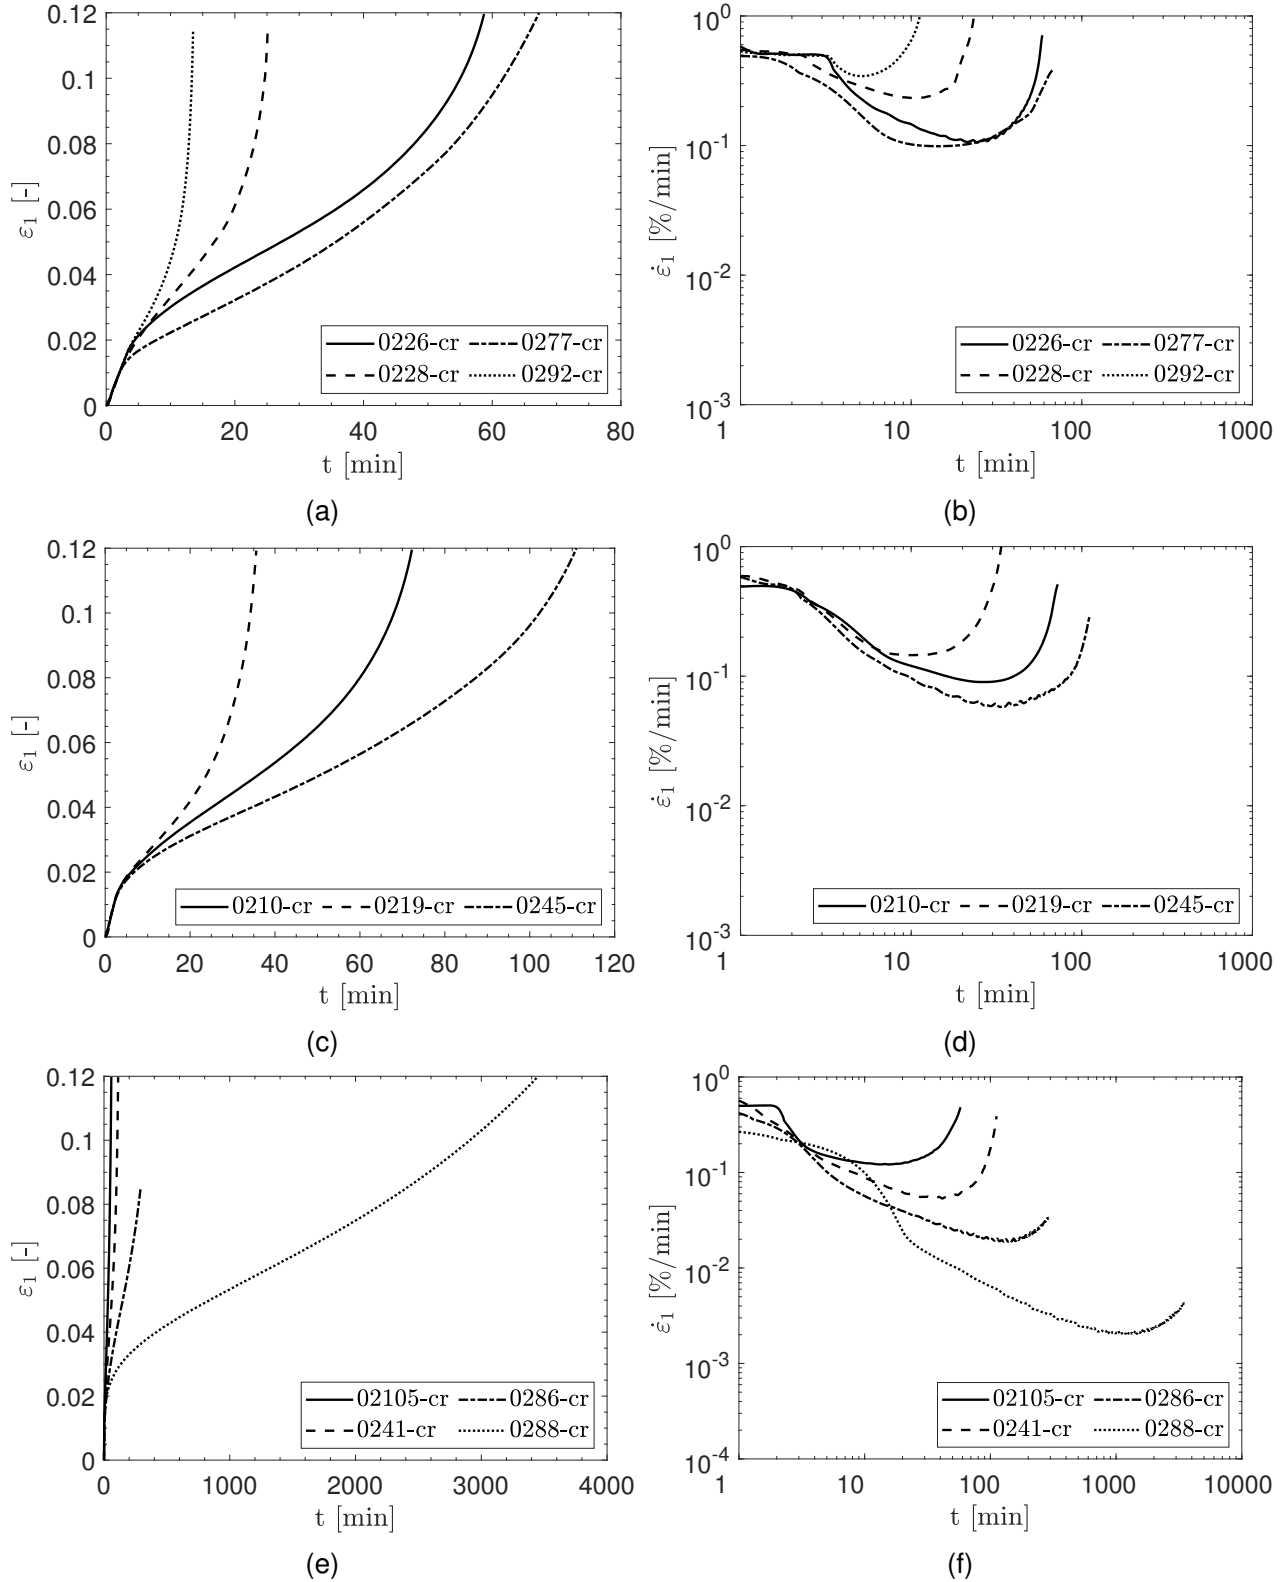 0.12
0.1
0.08
0.06
0.04
0.02
0
ε₁ [-]
0 20 40 60 80
t [min]
0226-cr 0277-cr
0228-cr 0292-cr
(a)
10⁰
10⁻¹
10⁻²
10⁻³
ε̇₁ [%/min]
1 10 100 1000
t [min]
0226-cr 0277-cr
0228-cr 0292-cr
(b)
0.12
0.1
0.08
0.06
0.04
0.02
0
ε₁ [-]
0 20 40 60 80 100 120
t [min]
0210-cr 0219-cr 0245-cr
(c)
10⁰
10⁻¹
10⁻²
10⁻³
ε̇₁ [%/min]
1 10 100 1000
t [min]
0210-cr 0219-cr 0245-cr
(d)
0.12
0.1
0.08
0.06
0.04
0.02
0
ε₁ [-]
0 1000 2000 3000 4000
t [min]
02105-cr 0286-cr
0241-cr 0288-cr
(e)
10⁰
10⁻¹
10⁻²
10⁻³
10⁻⁴
ε̇₁ [%/min]
1 10 100 1000 10000
t [min]
02105-cr 0286-cr
0241-cr 0288-cr
(f)